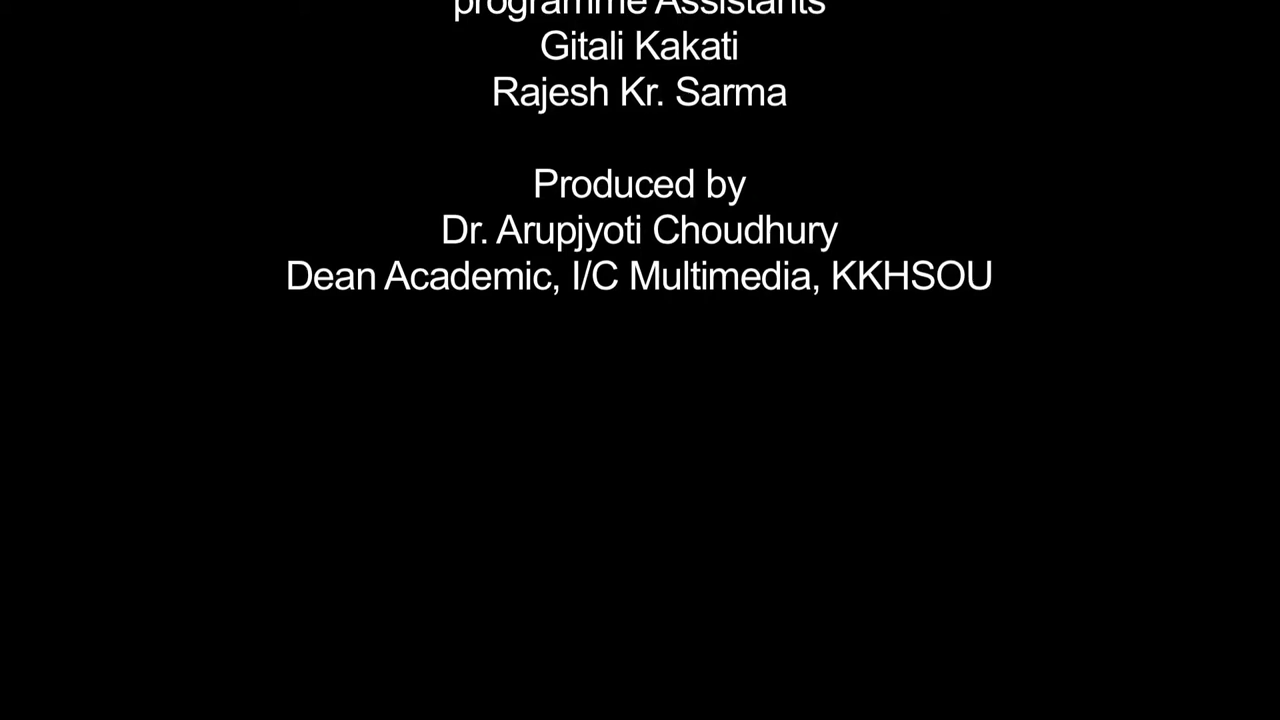 programme Assistants
Gitali Kakati
Rajesh Kr. Sarma
Produced by
Dr. Arupjyoti Choudhury
Dean Academic, I/C Multimedia, KKHSOU